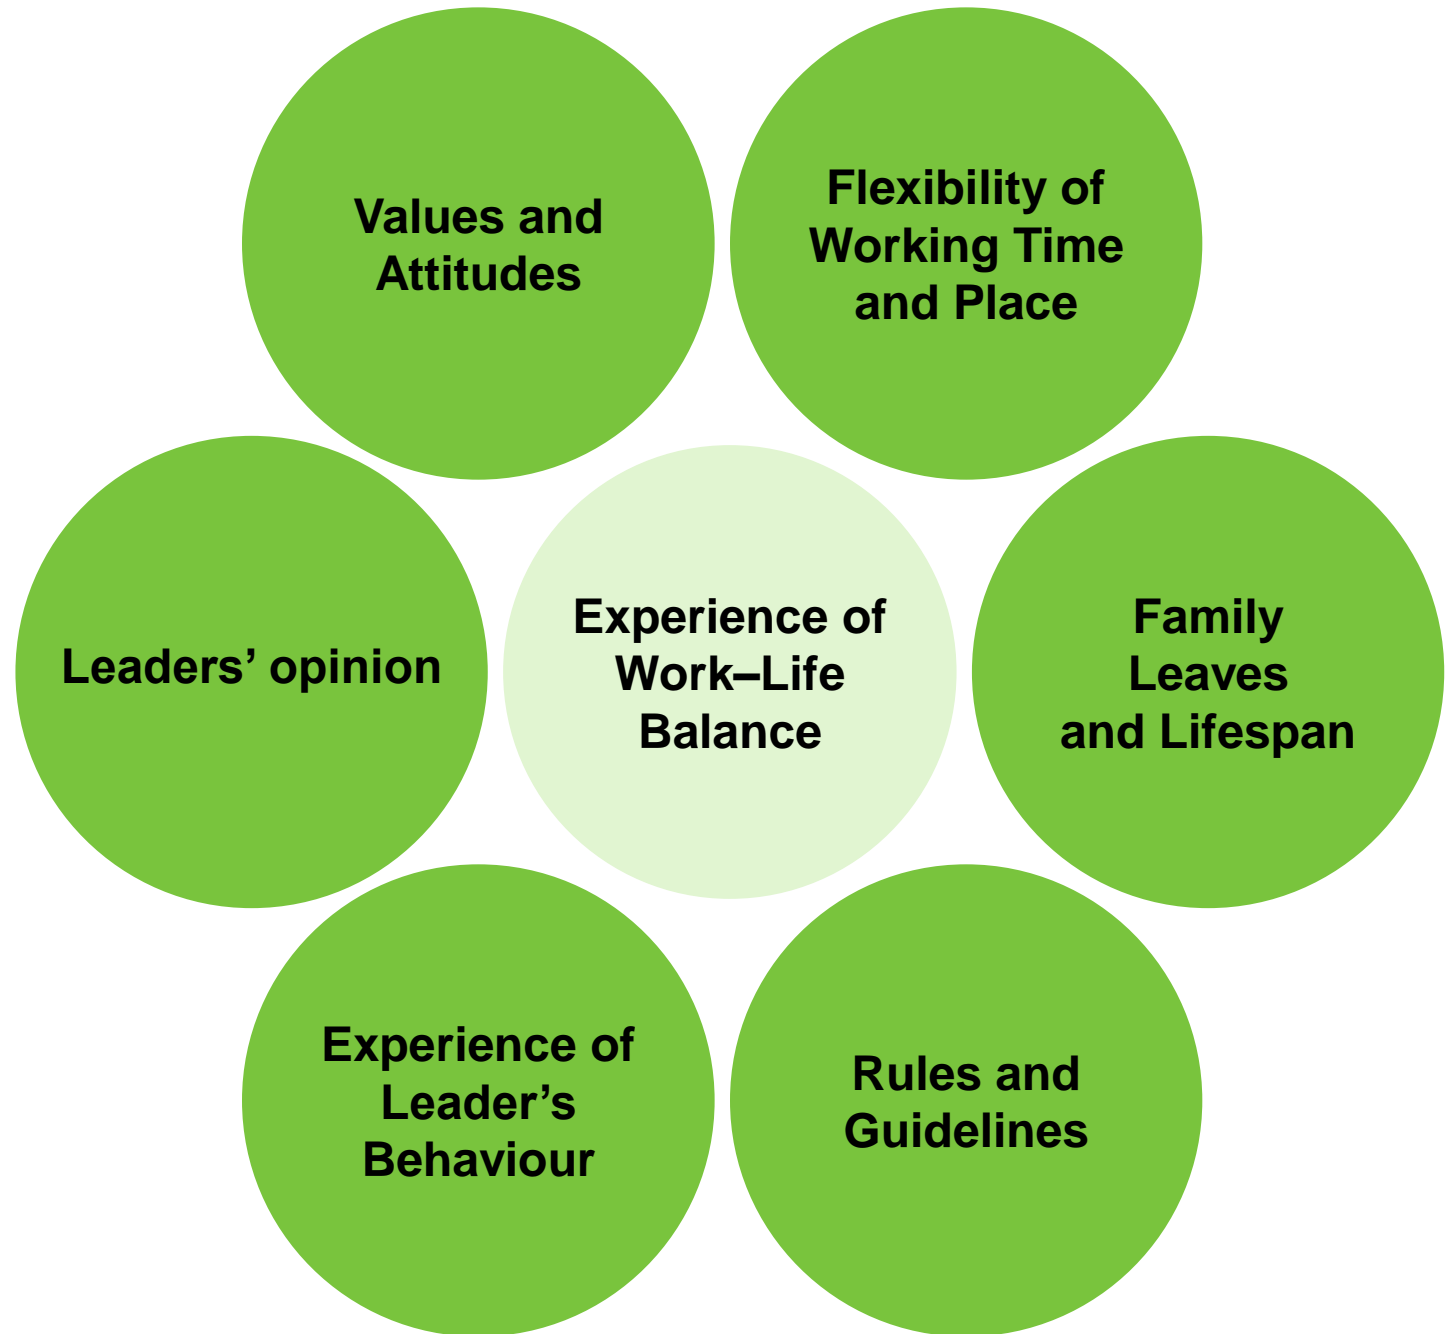 Values and
Attitudes
Flexibility of
Working Time
and Place
Leaders’ opinion
Experience of
Work–Life
Balance
Family
Leaves
and Lifespan
Experience of
Leader’s
Behaviour
Rules and
Guidelines